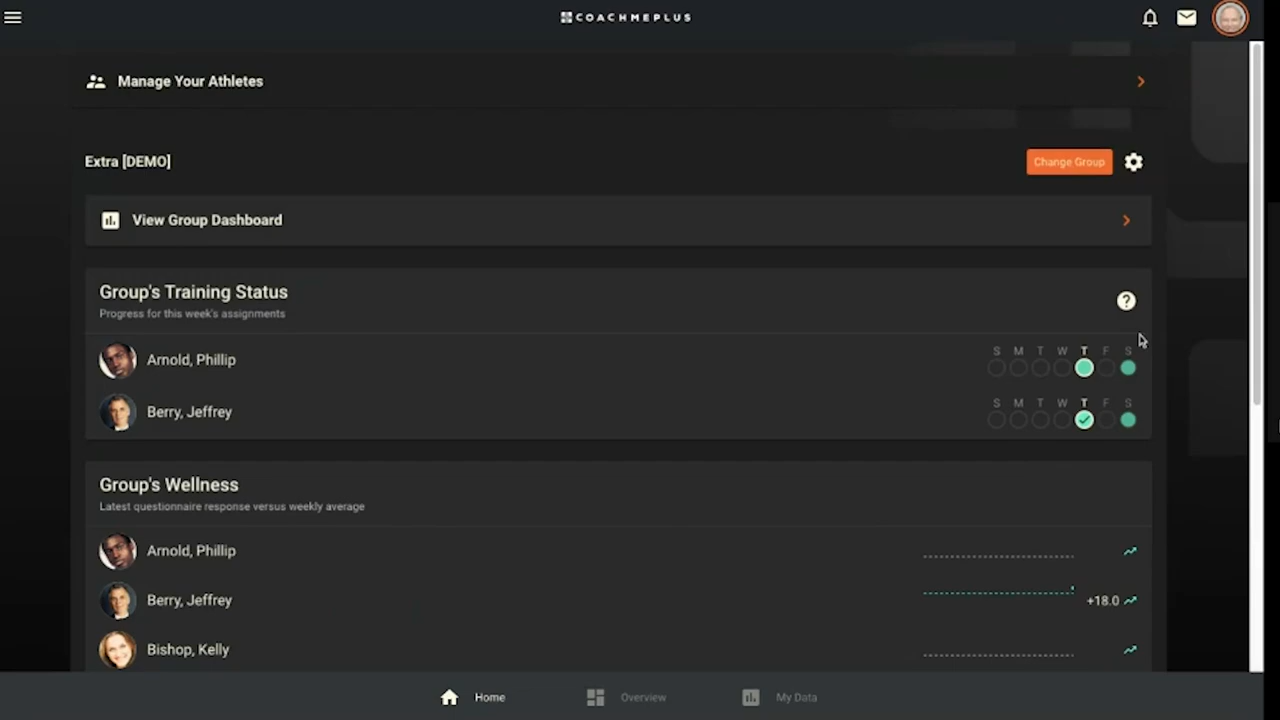 COACHMEPLUS
Manage Your Athletes
Extra [DEMO]
Change Group
View Group Dashboard
Group's Training Status
Progress for this week's assignments
?
Arnold, Phillip
S M T W T F S
Berry, Jeffrey
S M T W T F S
Group's Wellness
Latest questionnaire response versus weekly average
Arnold, Phillip
Berry, Jeffrey
+18.0
Bishop, Kelly
Home Overview My Data